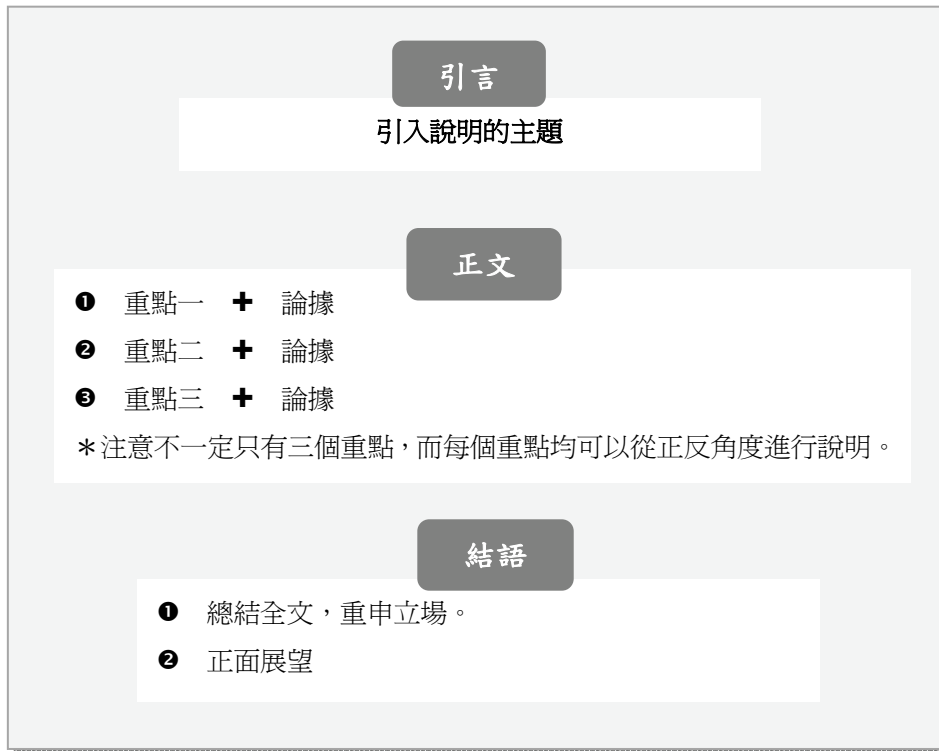 引言
引入說明的主題
正文
❶ 重點一 ✚ 論據
❷ 重點二 ✚ 論據
❸ 重點三 ✚ 論據
＊注意不一定只有三個重點，而每個重點均可以從正反角度進行說明。
結語
❶ 總結全文，重申立場。
❷ 正面展望